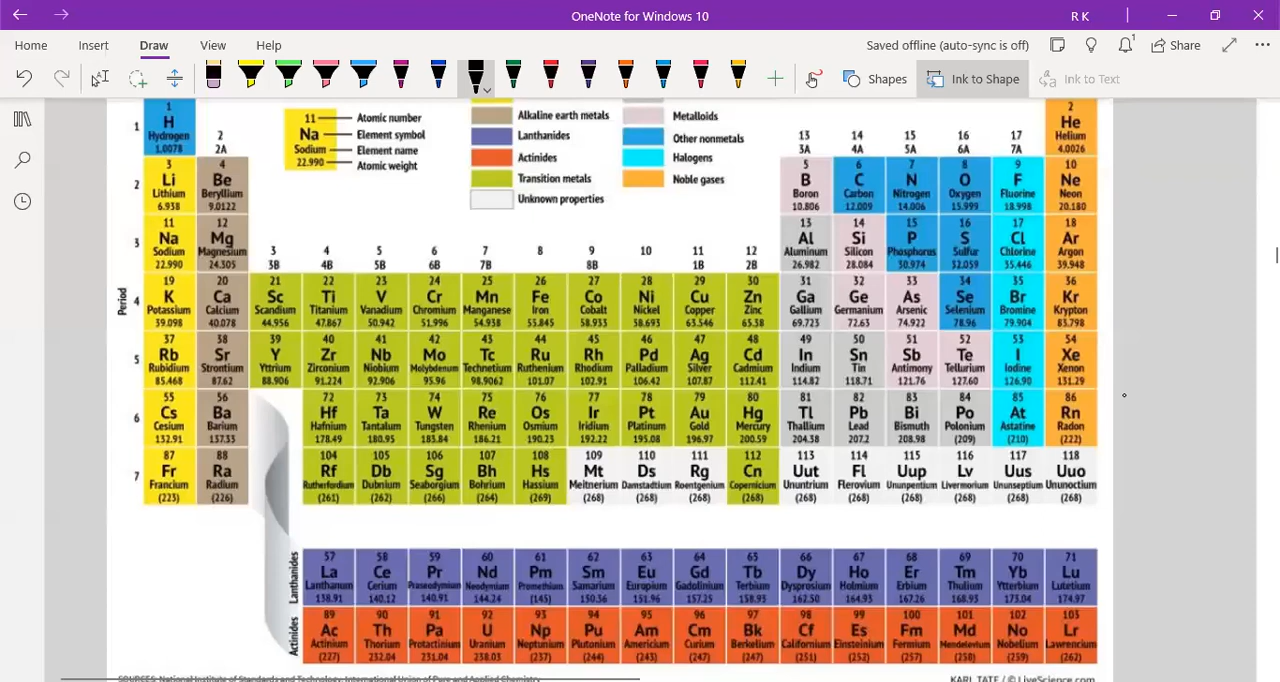 OneNote for Windows 10
R K
Home Insert Draw View Help
Saved offline (auto-sync is off)
Share
Shapes
Ink to Shape
Ink to Text
11 Atomic number
Na Element symbol
Sodium Element name
22.990 Atomic weight
Alkaline earth metals
Lanthanides
Actinides
Transition metals
Unknown properties
Metalloids
Other nonmetals
Halogens
Noble gases
Period
2 13 14 15 16 17
2A 3A 4A 5A 6A 7A
3 4 5 6 7 8 9 10 11 12
3B 4B 5B 6B 7B 8B 1B 2B
1
1 2
H He
Hydrogen Helium
1.0078 4.0026
2
3 4 5 6 7 8 9 10
Li Be B C N O F Ne
Lithium Beryllium Boron Carbon Nitrogen Oxygen Fluorine Neon
6.938 9.0122 10.806 12.009 14.006 15.999 18.998 20.180
3
11 12 13 14 15 16 17 18
Na Mg Al Si P S Cl Ar
Sodium Magnesium Aluminum Silicon Phosphorus Sulfur Chlorine Argon
22.990 24.305 26.982 28.084 30.974 32.059 35.446 39.948
4
19 20 21 22 23 24 25 26 27 28 29 30 31 32 33 34 35 36
K Ca Sc Ti V Cr Mn Fe Co Ni Cu Zn Ga Ge As Se Br Kr
Potassium Calcium Scandium Titanium Vanadium Chromium Manganese Iron Cobalt Nickel Copper Zinc Gallium Germanium Arsenic Selenium Bromine Krypton
39.098 40.078 44.956 47.867 50.942 51.996 54.938 55.845 58.933 58.693 63.546 65.38 69.723 72.63 74.922 78.96 79.904 83.798
5
37 38 39 40 41 42 43 44 45 46 47 48 49 50 51 52 53 54
Rb Sr Y Zr Nb Mo Tc Ru Rh Pd Ag Cd In Sn Sb Te I Xe
Rubidium Strontium Yttrium Zirconium Niobium Molybdenum Technetium Ruthenium Rhodium Palladium Silver Cadmium Indium Tin Antimony Tellurium Iodine Xenon
85.468 87.62 88.906 91.224 92.906 95.96 98.9062 101.07 102.91 106.42 107.87 112.41 114.82 118.71 121.76 127.60 126.90 131.29
6
55 56 72 73 74 75 76 77 78 79 80 81 82 83 84 85 86
Cs Ba Hf Ta W Re Os Ir Pt Au Hg Tl Pb Bi Po At Rn
Cesium Barium Hafnium Tantalum Tungsten Rhenium Osmium Iridium Platinum Gold Mercury Thallium Lead Bismuth Polonium Astatine Radon
132.91 137.33 178.49 180.95 183.84 186.21 190.23 192.22 195.08 196.97 200.59 204.38 207.2 208.98 (209) (210) (222)
7
87 88 104 105 106 107 108 109 110 111 112 113 114 115 116 117 118
Fr Ra Rf Db Sg Bh Hs Mt Ds Rg Cn Uut Fl Uup Lv Uus Uuo
Francium Radium Rutherfordium Dubnium Seaborgium Bohrium Hassium Meitnerium Damstadtium Roentgenium Copernicium Ununtrium Flerovium Ununpentium Livermorium Ununseptium Ununoctium
(223) (226) (261) (262) (266) (264) (269) (268) (268) (268) (268) (268) (268) (268) (268) (268) (268)
Lanthanides
57 58 59 60 61 62 63 64 65 66 67 68 69 70 71
La Ce Pr Nd Pm Sm Eu Gd Tb Dy Ho Er Tm Yb Lu
Lanthanum Cerium Praseodymium Neodymium Promethium Samarium Europium Gadolinium Terbium Dysprosium Holmium Erbium Thulium Ytterbium Lutetium
138.91 140.12 140.91 144.24 (145) 150.36 151.96 157.25 158.93 162.50 164.93 167.26 168.93 173.04 174.97
Actinides
89 90 91 92 93 94 95 96 97 98 99 100 101 102 103
Ac Th Pa U Np Pu Am Cm Bk Cf Es Fm Md No Lr
Actinium Thorium Protactinium Uranium Neptunium Plutonium Americium Curium Berkelium Californium Einsteinium Fermium Mendelevium Nobelium Lawrencium
(227) 232.04 231.04 238.03 (237) (244) (243) (247) (247) (251) (252) (257) (258) (259) (262)
SOURCES: National Institute of Standards and Technology, International Union of Pure and Applied Chemistry
KARL TATE / © LiveScience.com